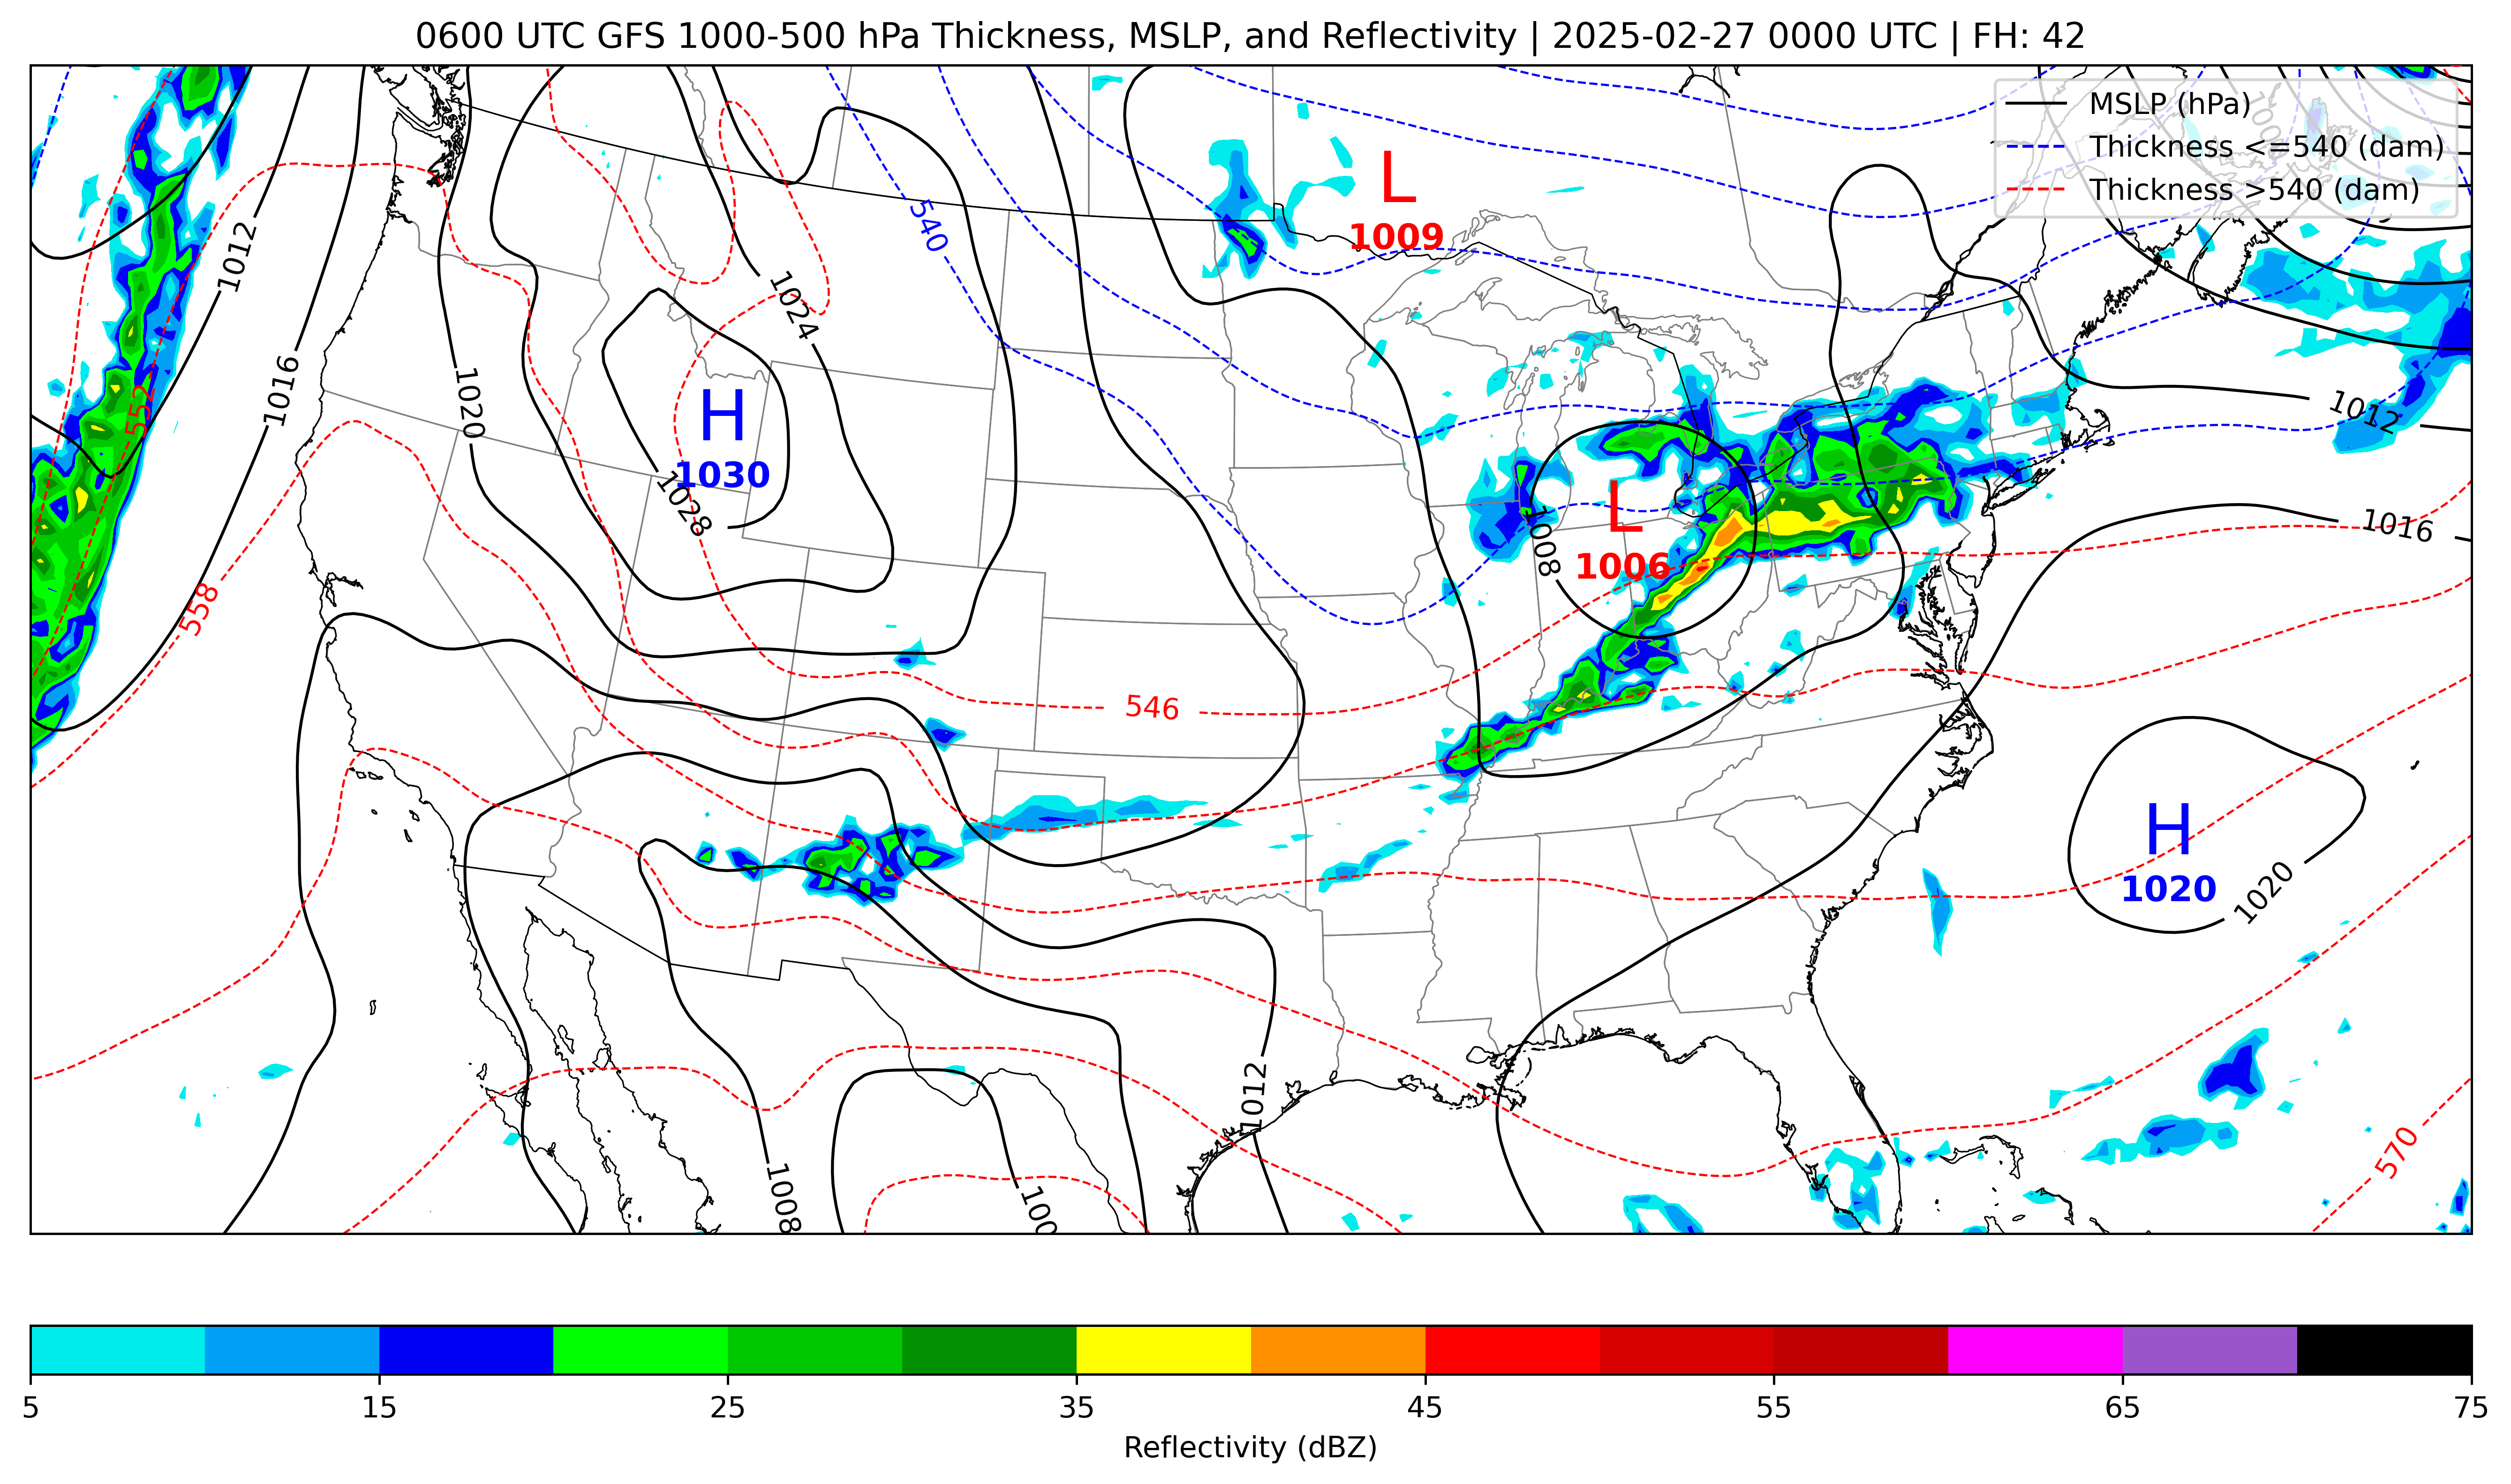 0600 UTC GFS 1000-500 hPa Thickness, MSLP, and Reflectivity | 2025-02-27 0000 UTC | FH: 42
MSLP (hPa)
Thickness <=540 (dam)
Thickness >540 (dam)
L
1009
540
1012
1024
1016
1020
552
H
1030
1028
1012
1016
L
1006
1008
558
546
H
1020
1020
1012
1008
100
570
5 15 25 35 45 55 65 75
Reflectivity (dBZ)